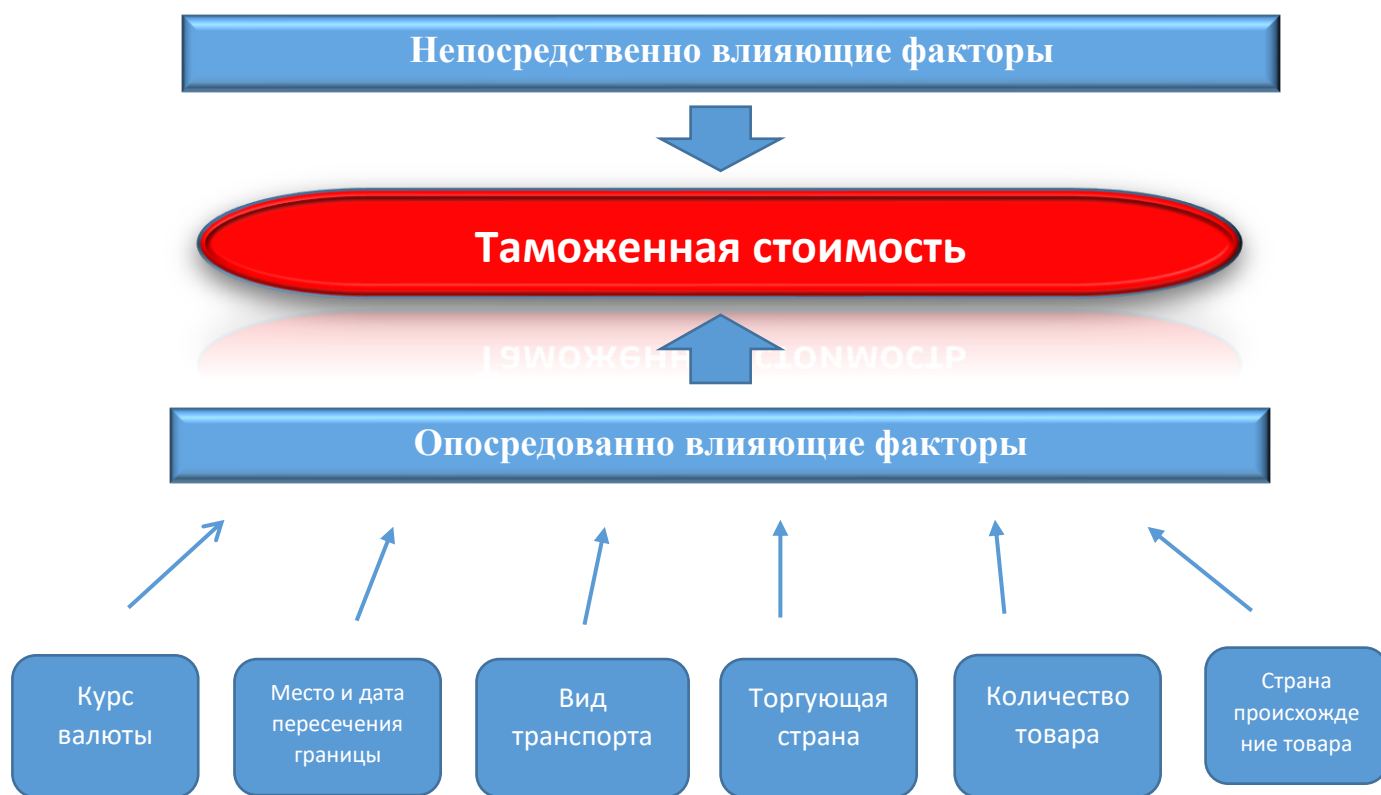 Непосредственно влияющие факторы
Таможенная стоимость
Опосредованно влияющие факторы
Курс
валюты
Место и дата
пересечения
границы
Вид
транспорта
Торгующая
страна
Количество
товара
Страна
происхожде
ние товара